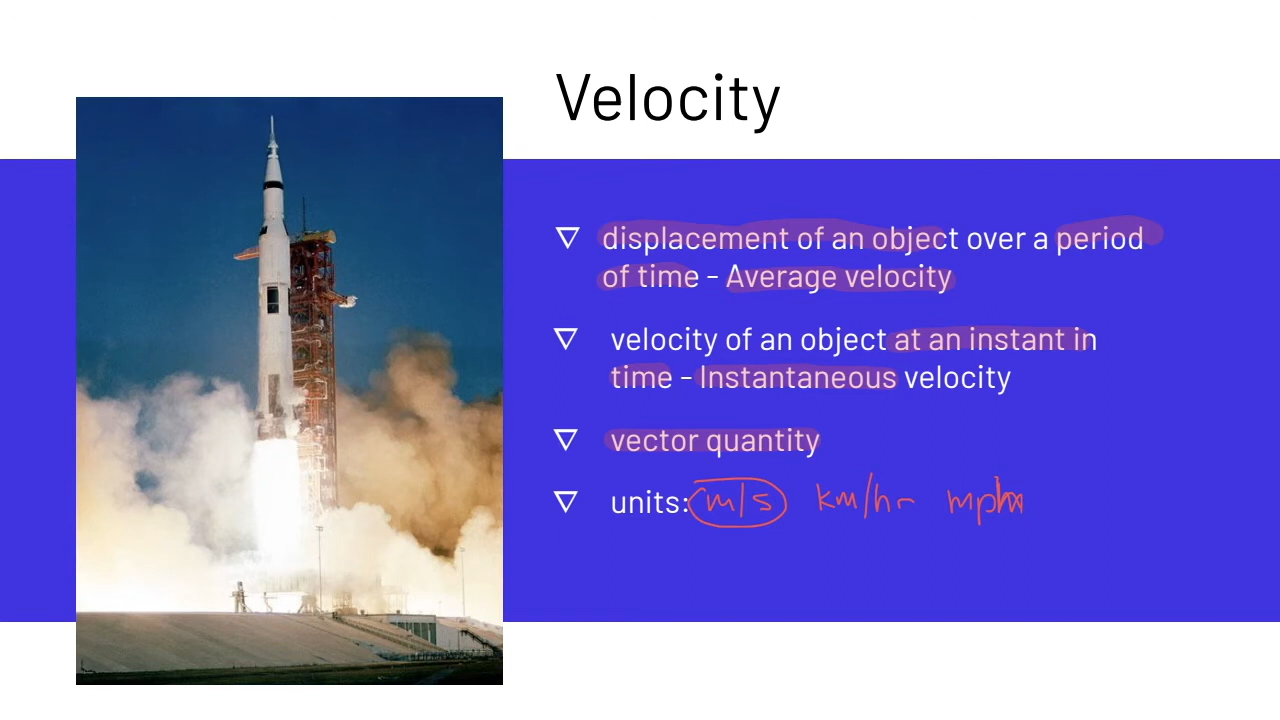 Velocity
displacement of an object over a period
of time - Average velocity
velocity of an object at an instant in
time - Instantaneous velocity
vector quantity
units: m/s km/hr mph